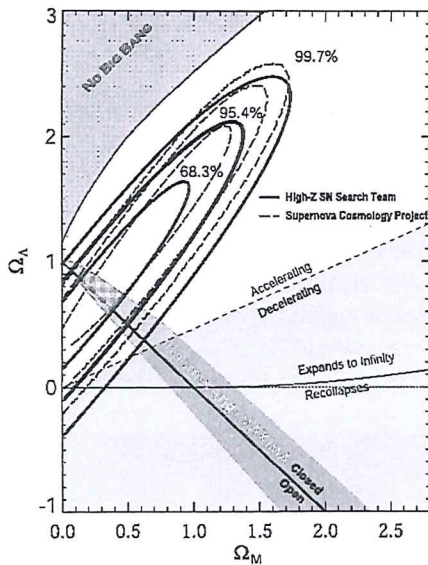 3
NO BIG BANG
99.7%
2
95.4%
68.3%
High-Z SN Search Team
Supernova Cosmology Project
Ω_Λ
1
Accelerating
Decelerating
Expands to Infinity
0
Recollapses
Closed
Open
-1
0.0 0.5 1.0 1.5 2.0 2.5
Ω_M